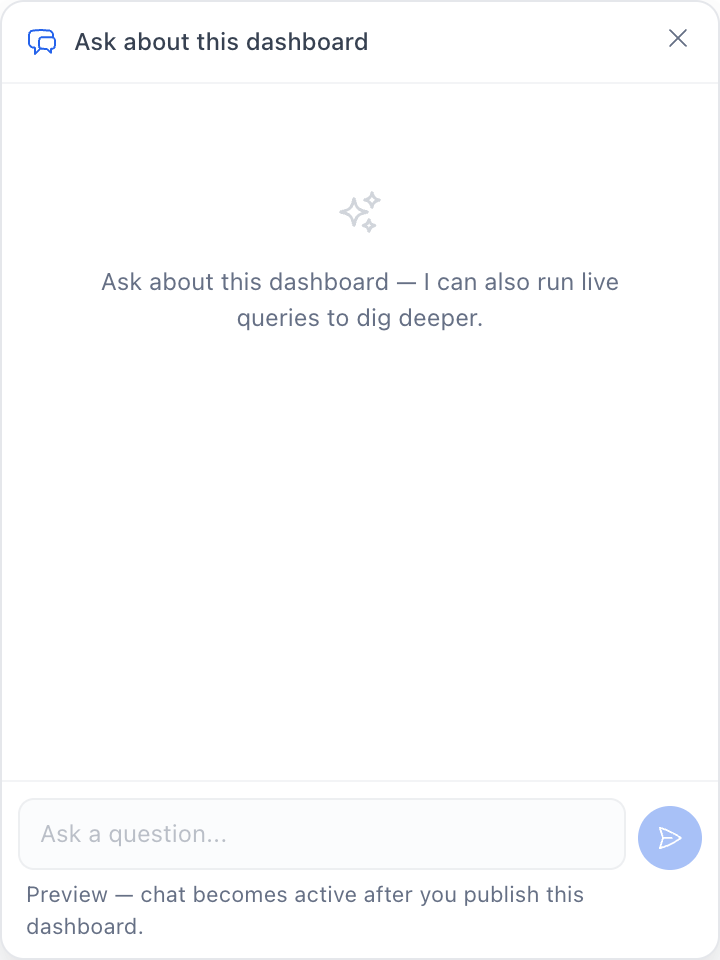 Ask about this dashboard
Ask about this dashboard — I can also run live
queries to dig deeper.
Ask a question...
Preview — chat becomes active after you publish this
dashboard.